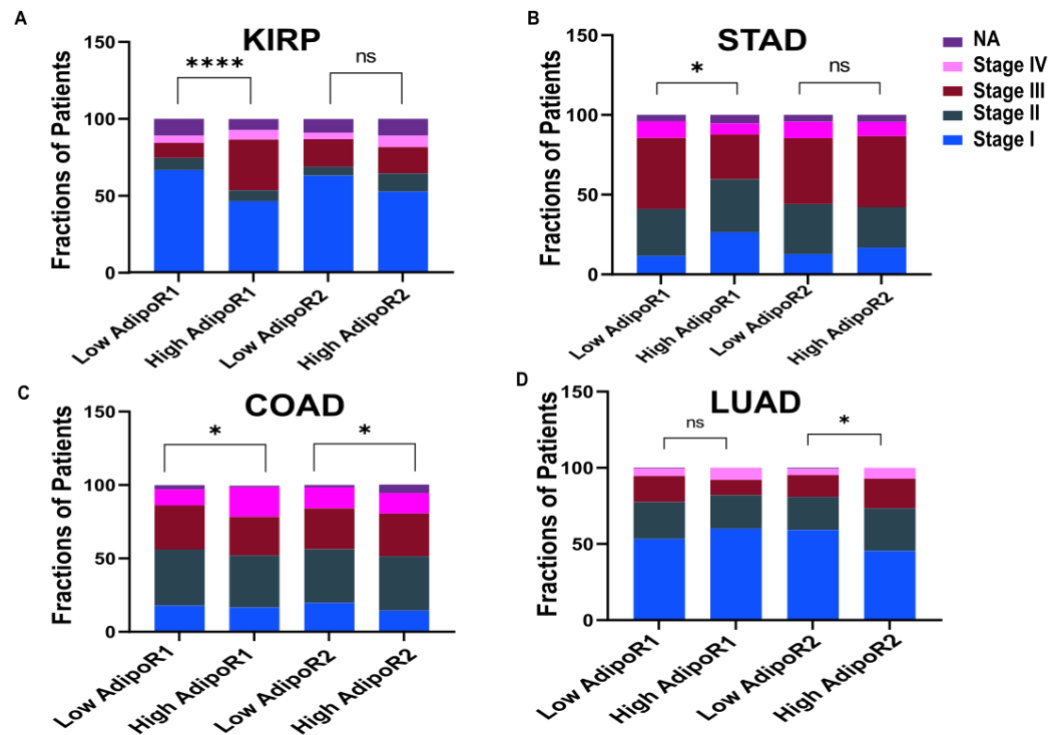 A
KIRP
Fractions of Patients
150
100
50
0
****
ns
Low AdipoR1
High AdipoR1
Low AdipoR2
High AdipoR2
B
STAD
Fractions of Patients
150
100
50
0
*
ns
Low AdipoR1
High AdipoR1
Low AdipoR2
High AdipoR2
NA
Stage IV
Stage III
Stage II
Stage I
C
COAD
Fractions of Patients
150
100
50
0
*
*
Low AdipoR1
High AdipoR1
Low AdipoR2
High AdipoR2
D
LUAD
Fractions of Patients
150
100
50
0
ns
*
Low AdipoR1
High AdipoR1
Low AdipoR2
High AdipoR2